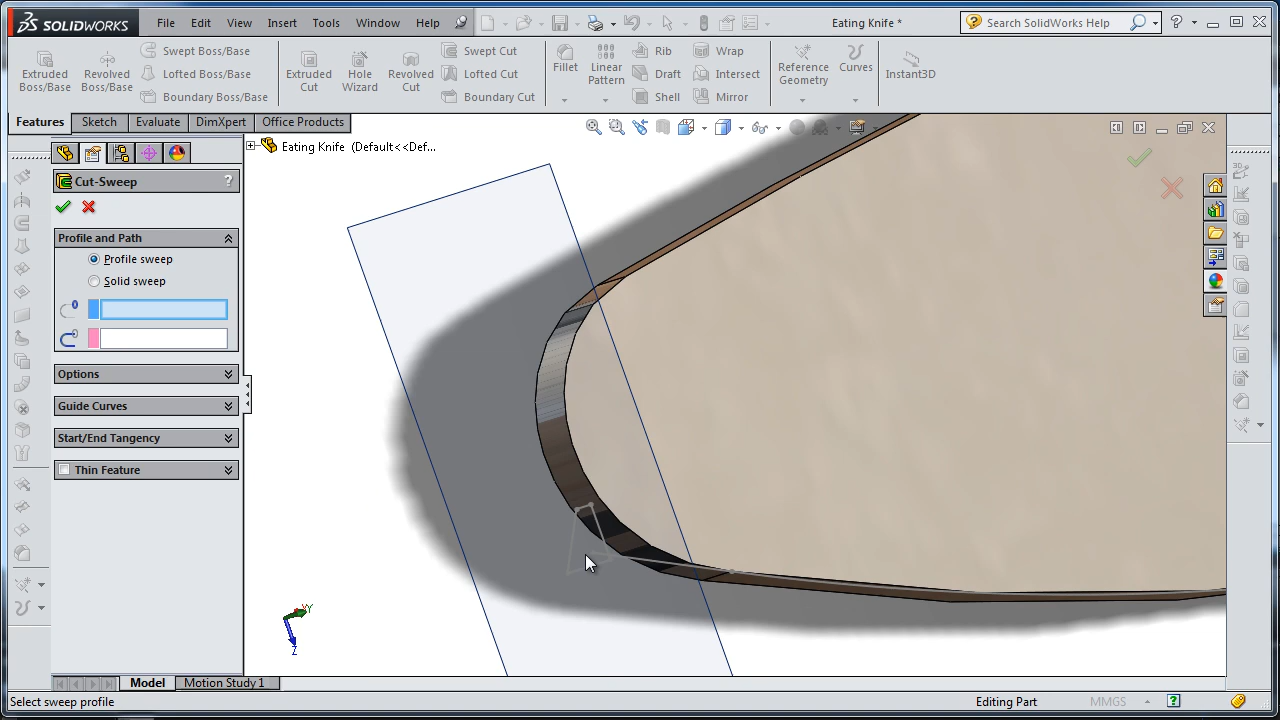 SOLIDWORKS File Edit View Insert Tools Window Help Eating Knife * Search SolidWorks Help ?
Extruded Boss/Base
Revolved Boss/Base
Swept Boss/Base
Lofted Boss/Base
Boundary Boss/Base
Extruded Cut
Hole Wizard
Revolved Cut
Swept Cut
Lofted Cut
Boundary Cut
Fillet
Linear Pattern
Rib
Draft
Shell
Wrap
Intersect
Mirror
Reference Geometry
Curves
Instant3D
Features Sketch Evaluate DimXpert Office Products
Eating Knife (Default<<Def...
Cut-Sweep ?
Profile and Path
Profile sweep
Solid sweep
Options
Guide Curves
Start/End Tangency
Thin Feature
Z
Model Motion Study 1
Select sweep profile Editing Part MMGS ?